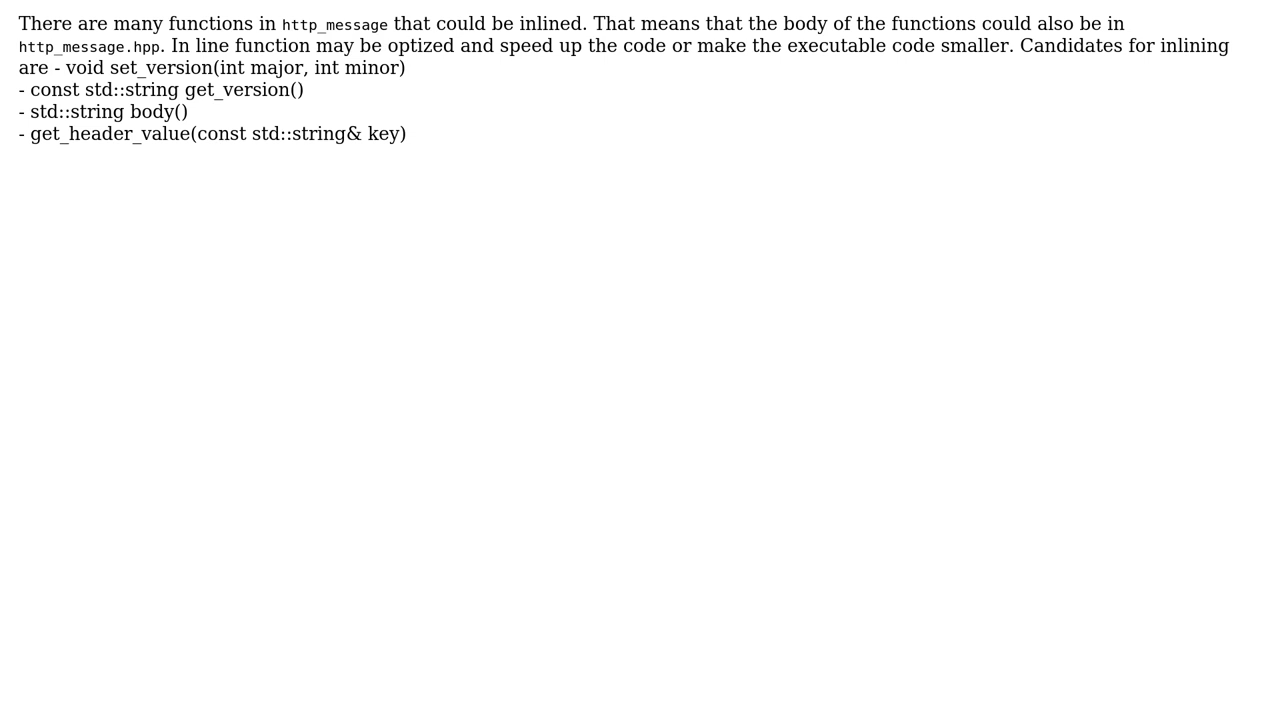 There are many functions in http_message that could be inlined. That means that the body of the functions could also be in
http_message.hpp. In line function may be optized and speed up the code or make the executable code smaller. Candidates for inlining
are - void set_version(int major, int minor)
- const std::string get_version()
- std::string body()
- get_header_value(const std::string& key)